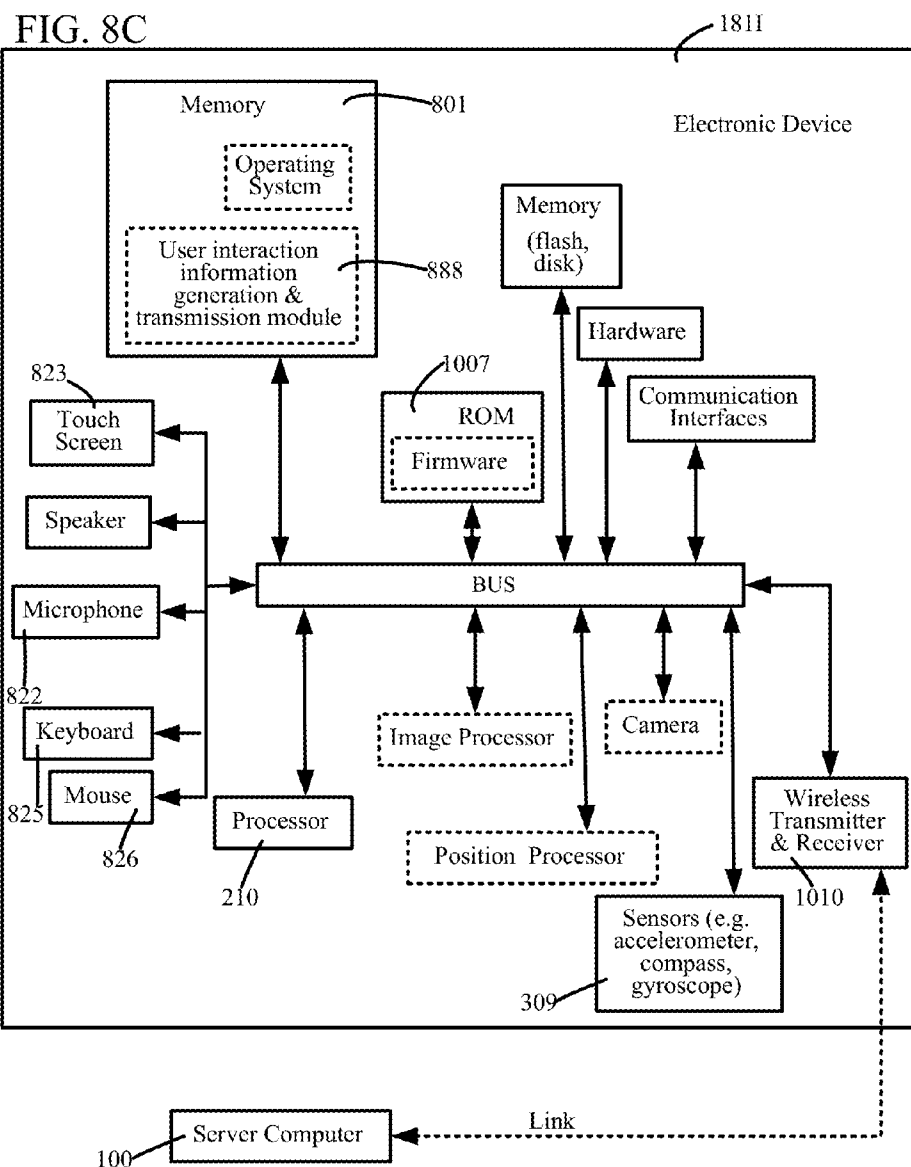 FIG. 8C
181I
Memory
801
Electronic Device
Operating
System
User interaction
information
generation &
transmission module
888
Memory
(flash,
disk)
Hardware
823
Touch
Screen
1007
ROM
Firmware
Communication
Interfaces
Speaker
BUS
Microphone
822
Keyboard
825
Mouse
826
Image Processor
Camera
Processor
210
Position Processor
Wireless
Transmitter
& Receiver
1010
Sensors (e.g.
accelerometer,
compass,
gyroscope)
309
Server Computer
100
Link